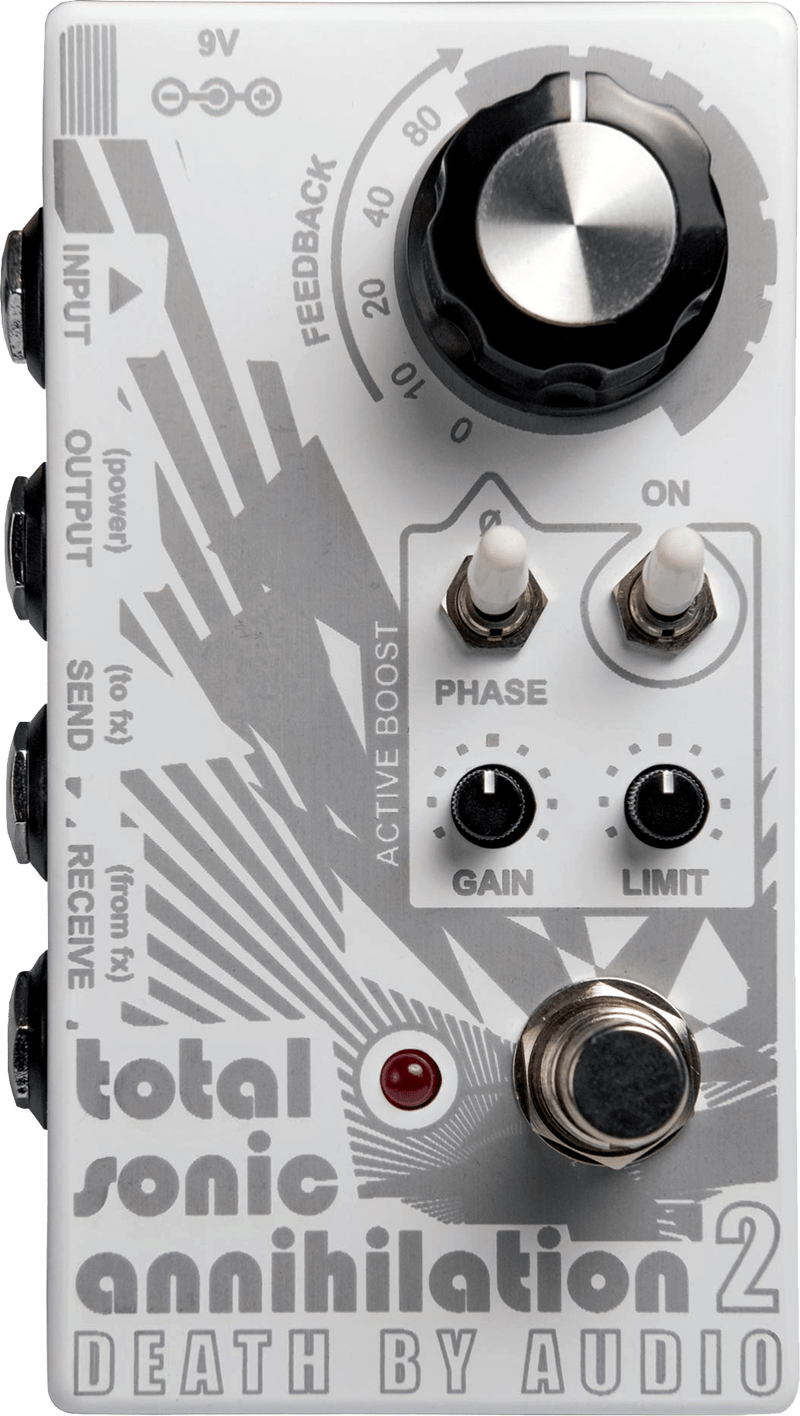 9V
FEEDBACK
80
40
20
10
0
INPUT
OUTPUT
(power)
SEND
(to fx)
RECEIVE
(from fx)
ø
ON
PHASE
ACTIVE BOOST
GAIN
LIMIT
total
sonic
annihilation 2
DEATH BY AUDIO